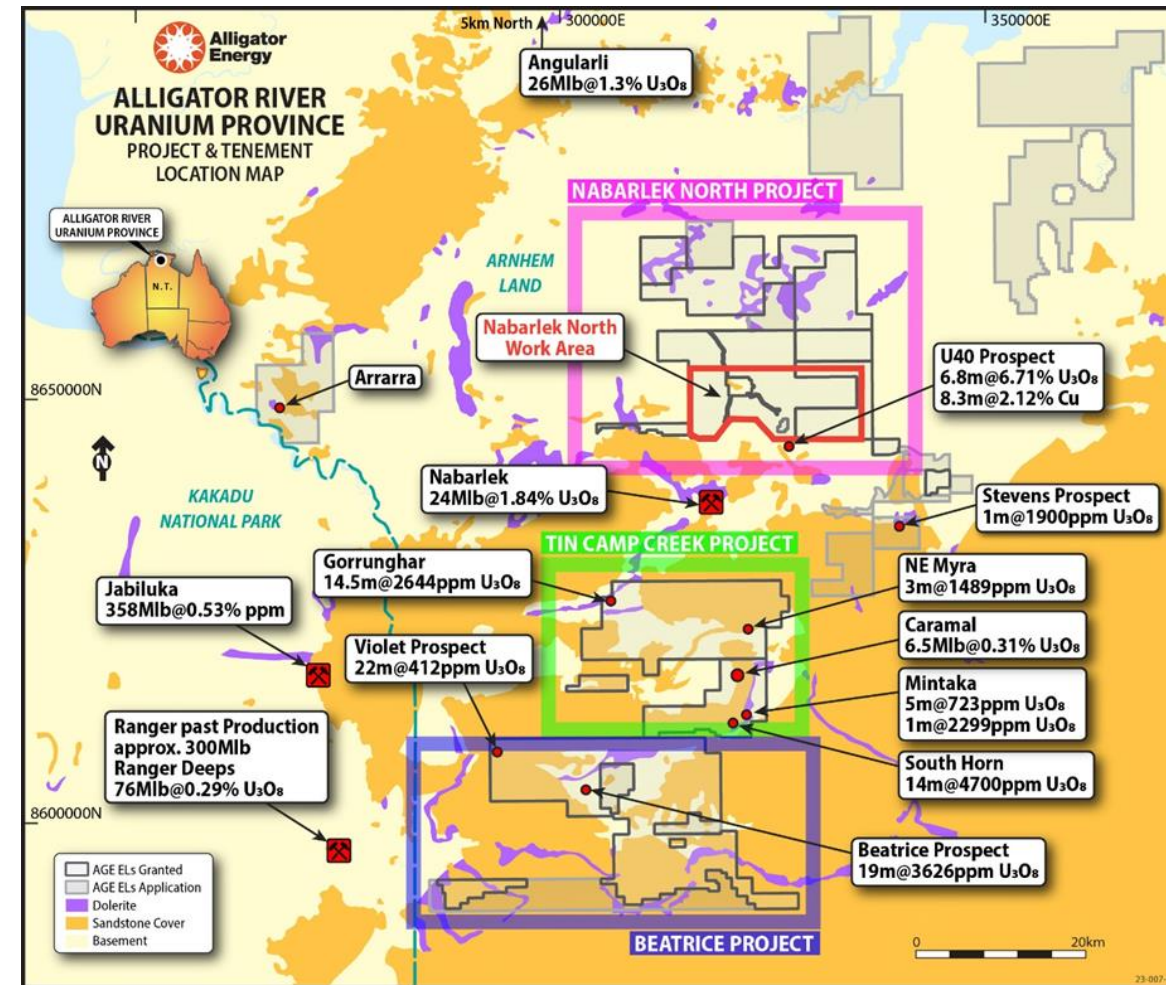 5km North
300000E
350000E
Alligator
Energy
ALLIGATOR RIVER
URANIUM PROVINCE
PROJECT & TENEMENT
LOCATION MAP
Angularli
26Mlb@1.3% U₃O₈
ALLIGATOR RIVER
URANIUM PROVINCE
N.T.
NABARLEK NORTH PROJECT
ARNHEM
LAND
Nabarlek North
Work Area
U40 Prospect
6.8m@6.71% U₃O₈
8.3m@2.12% Cu
Arrarra
8650000N
N
KAKADU
NATIONAL PARK
Nabarlek
24Mlb@1.84% U₃O₈
Stevens Prospect
1m@1900ppm U₃O₈
TIN CAMP CREEK PROJECT
Gorrunghar
14.5m@2644ppm U₃O₈
NE Myra
3m@1489ppm U₃O₈
Jabiluka
358Mlb@0.53% ppm
Caramal
6.5Mlb@0.31% U₃O₈
Violet Prospect
22m@412ppm U₃O₈
Mintaka
5m@723ppm U₃O₈
1m@2299ppm U₃O₈
Ranger past Production
approx. 300Mlb
Ranger Deeps
76Mlb@0.29% U₃O₈
South Horn
14m@4700ppm U₃O₈
8600000N
Beatrice Prospect
19m@3626ppm U₃O₈
AGE ELs Granted
AGE ELs Application
Dolerite
Sandstone Cover
Basement
BEATRICE PROJECT
0
20km
23-007-